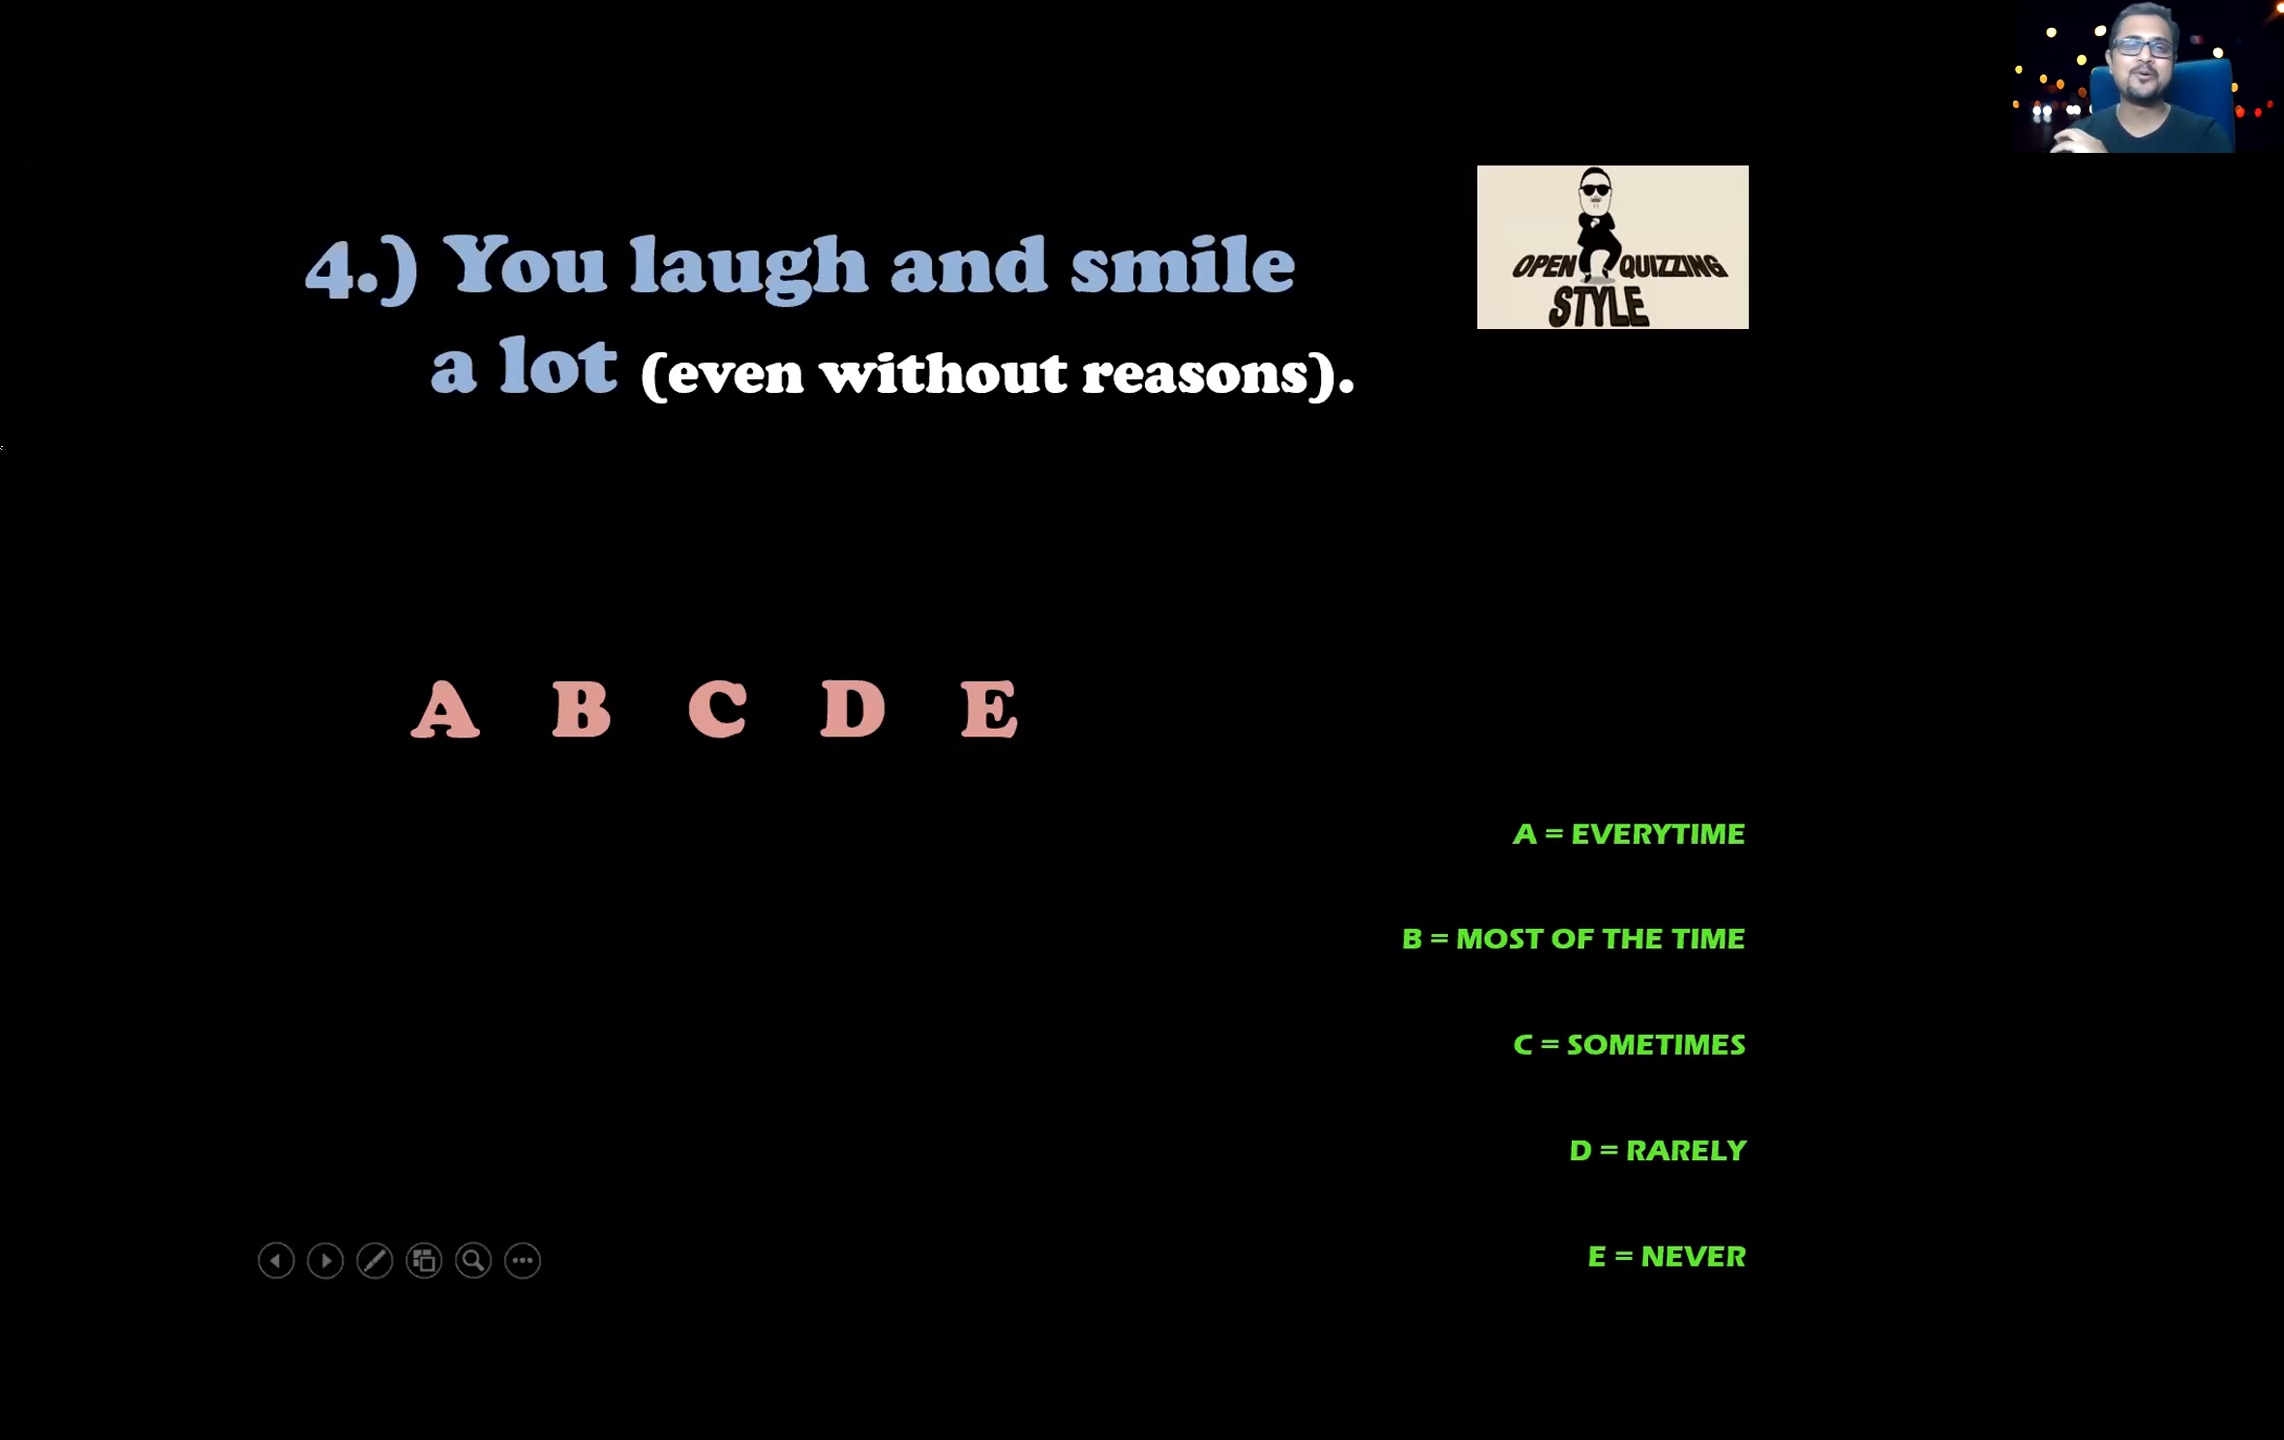 4.) You laugh and smile
a lot (even without reasons).
OPEN QUIZZING
STYLE
A B C D E
A = EVERYTIME
B = MOST OF THE TIME
C = SOMETIMES
D = RARELY
E = NEVER